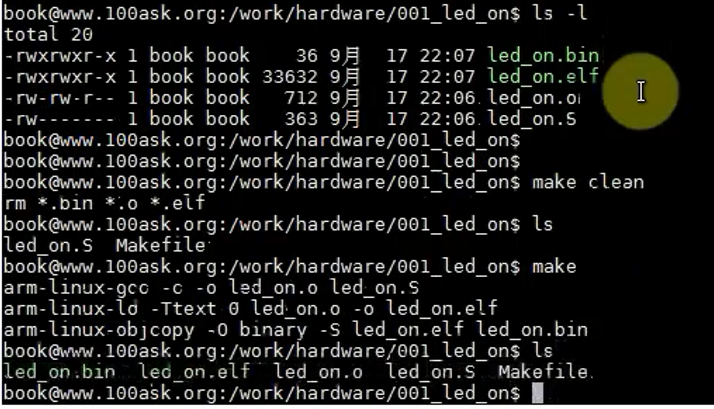 book@www.100ask.org:/work/hardware/001_led_on$ ls -l
total 20
-rwxrwxr-x 1 book book    36 9月  17 22:07 led_on.bin
-rwxrwxr-x 1 book book 33632 9月  17 22:07 led_on.elf
-rw-rw-r-- 1 book book   712 9月  17 22:06 led_on.o
-rw------- 1 book book   363 9月  17 22:06 led_on.S
book@www.100ask.org:/work/hardware/001_led_on$
book@www.100ask.org:/work/hardware/001_led_on$
book@www.100ask.org:/work/hardware/001_led_on$ make clean
rm *.bin *.o *.elf
book@www.100ask.org:/work/hardware/001_led_on$ ls
led_on.S  Makefile
book@www.100ask.org:/work/hardware/001_led_on$ make
arm-linux-gcc -c -o led_on.o led_on.S
arm-linux-ld -Ttext 0 led_on.o -o led_on.elf
arm-linux-objcopy -O binary -S led_on.elf led_on.bin
book@www.100ask.org:/work/hardware/001_led_on$ ls
led_on.bin  led_on.elf  led_on.o  led_on.S  Makefile
book@www.100ask.org:/work/hardware/001_led_on$